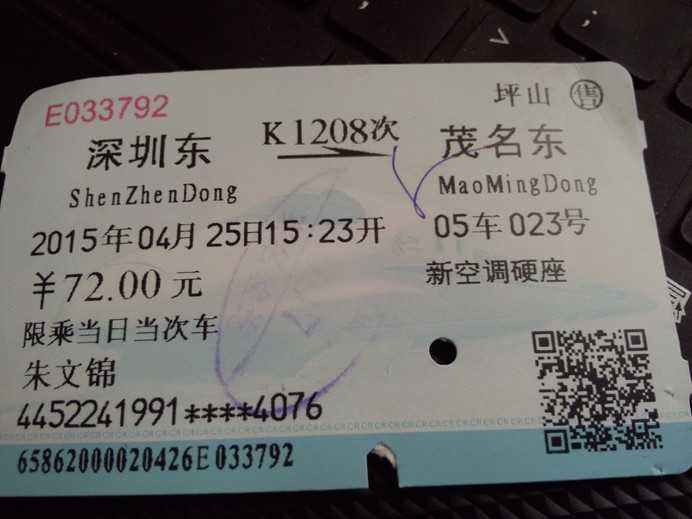 E033792 坪山 售
深圳东 K1208次 茂名东
ShenZhenDong MaoMingDong
2015年04月25日15:23开 05车023号
￥72.00元 新空调硬座
限乘当日当次车
朱文锦
4452241991****4076
65862000020426E033792